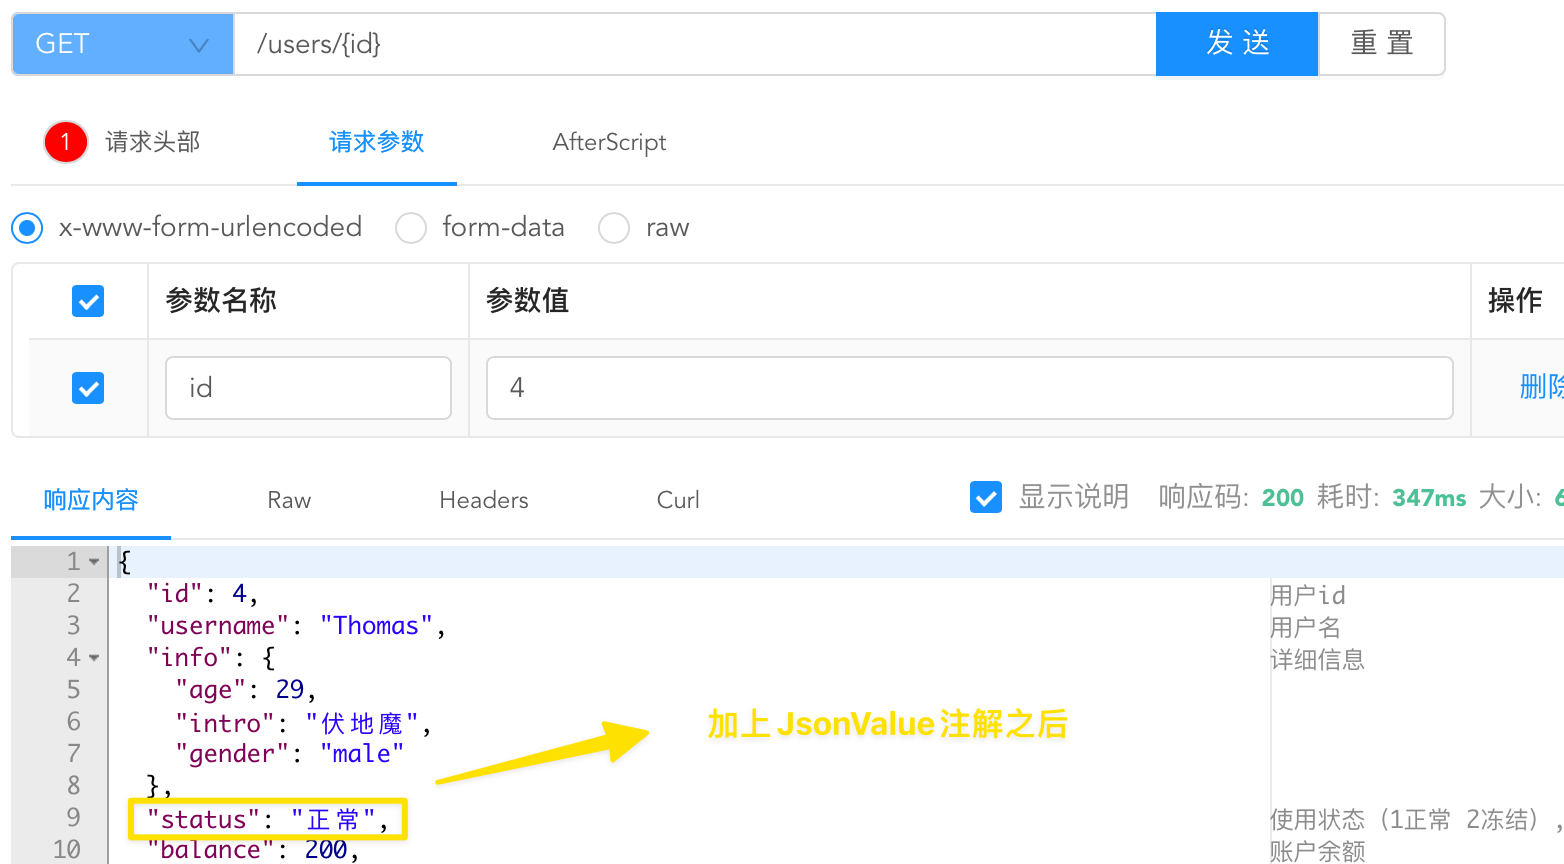 GET /users/{id} 发 送 重 置
1 请求头部 请求参数 AfterScript
x-www-form-urlencoded form-data raw
参数名称 参数值 操作
id 4 删除
响应内容 Raw Headers Curl 显示说明 响应码: 200 耗时: 347ms 大小:
1 {
2 "id": 4, 用户id
3 "username": "Thomas", 用户名
4 "info": { 详细信息
5 "age": 29,
6 "intro": "伏地魔",
加上JsonValue注解之后
7 "gender": "male"
8 },
9 "status": "正常", 使用状态（1正常 2冻结），
10 "balance": 200, 账户余额